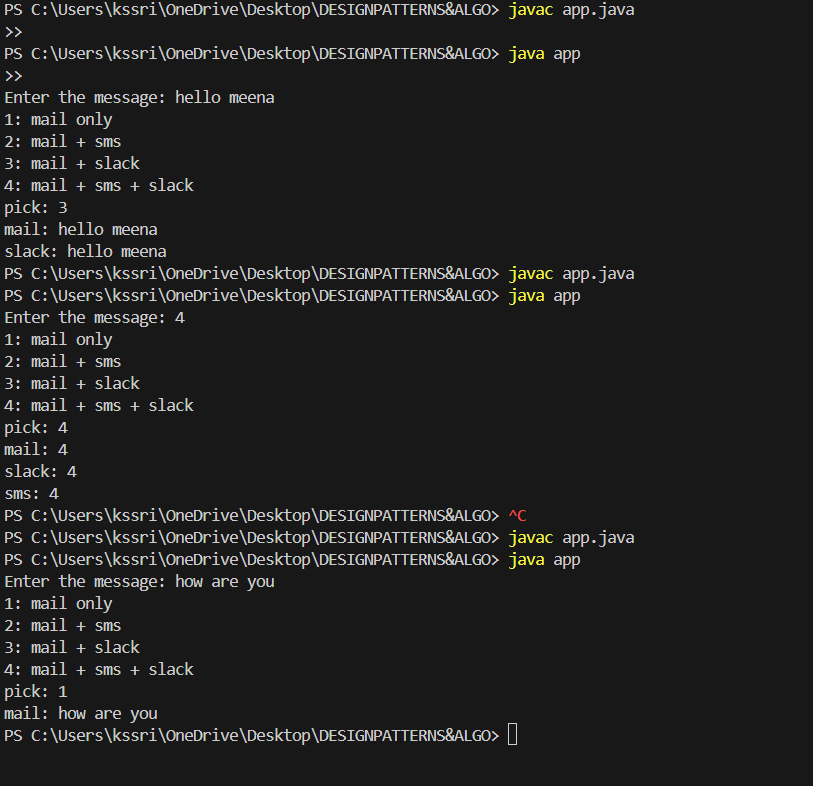 PS C:\Users\kssri\OneDrive\Desktop\DESIGNPATTERNS&ALGO> javac app.java
>>
PS C:\Users\kssri\OneDrive\Desktop\DESIGNPATTERNS&ALGO> java app
>>
Enter the message: hello meena
1: mail only
2: mail + sms
3: mail + slack
4: mail + sms + slack
pick: 3
mail: hello meena
slack: hello meena
PS C:\Users\kssri\OneDrive\Desktop\DESIGNPATTERNS&ALGO> javac app.java
PS C:\Users\kssri\OneDrive\Desktop\DESIGNPATTERNS&ALGO> java app
Enter the message: 4
1: mail only
2: mail + sms
3: mail + slack
4: mail + sms + slack
pick: 4
mail: 4
slack: 4
sms: 4
PS C:\Users\kssri\OneDrive\Desktop\DESIGNPATTERNS&ALGO> ^C
PS C:\Users\kssri\OneDrive\Desktop\DESIGNPATTERNS&ALGO> javac app.java
PS C:\Users\kssri\OneDrive\Desktop\DESIGNPATTERNS&ALGO> java app
Enter the message: how are you
1: mail only
2: mail + sms
3: mail + slack
4: mail + sms + slack
pick: 1
mail: how are you
PS C:\Users\kssri\OneDrive\Desktop\DESIGNPATTERNS&ALGO>